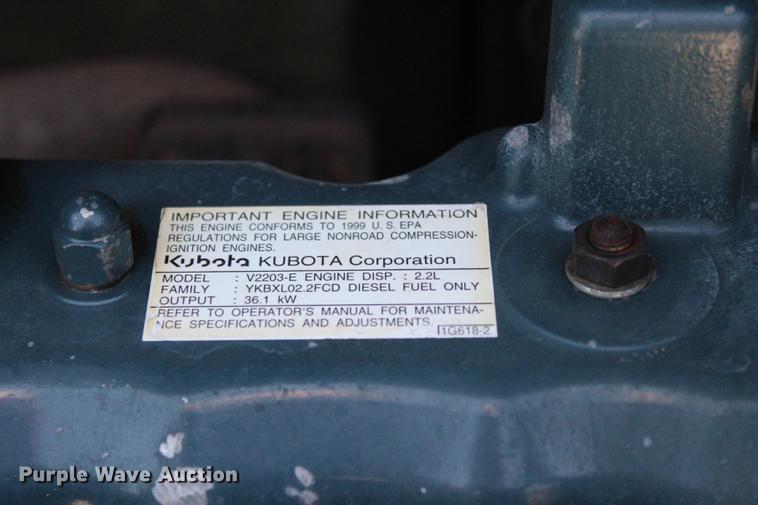 IMPORTANT ENGINE INFORMATION
THIS ENGINE CONFORMS TO 1999 U.S. EPA
REGULATIONS FOR LARGE NONROAD COMPRESSION-
IGNITION ENGINES.
Kubota KUBOTA Corporation
MODEL : V2203-E ENGINE DISP. : 2.2L
FAMILY : YKBXL02.2FCD DIESEL FUEL ONLY
OUTPUT : 36.1 kW
REFER TO OPERATOR'S MANUAL FOR MAINTENA-
NCE SPECIFICATIONS AND ADJUSTMENTS
1G618-2
Purple Wave Auction